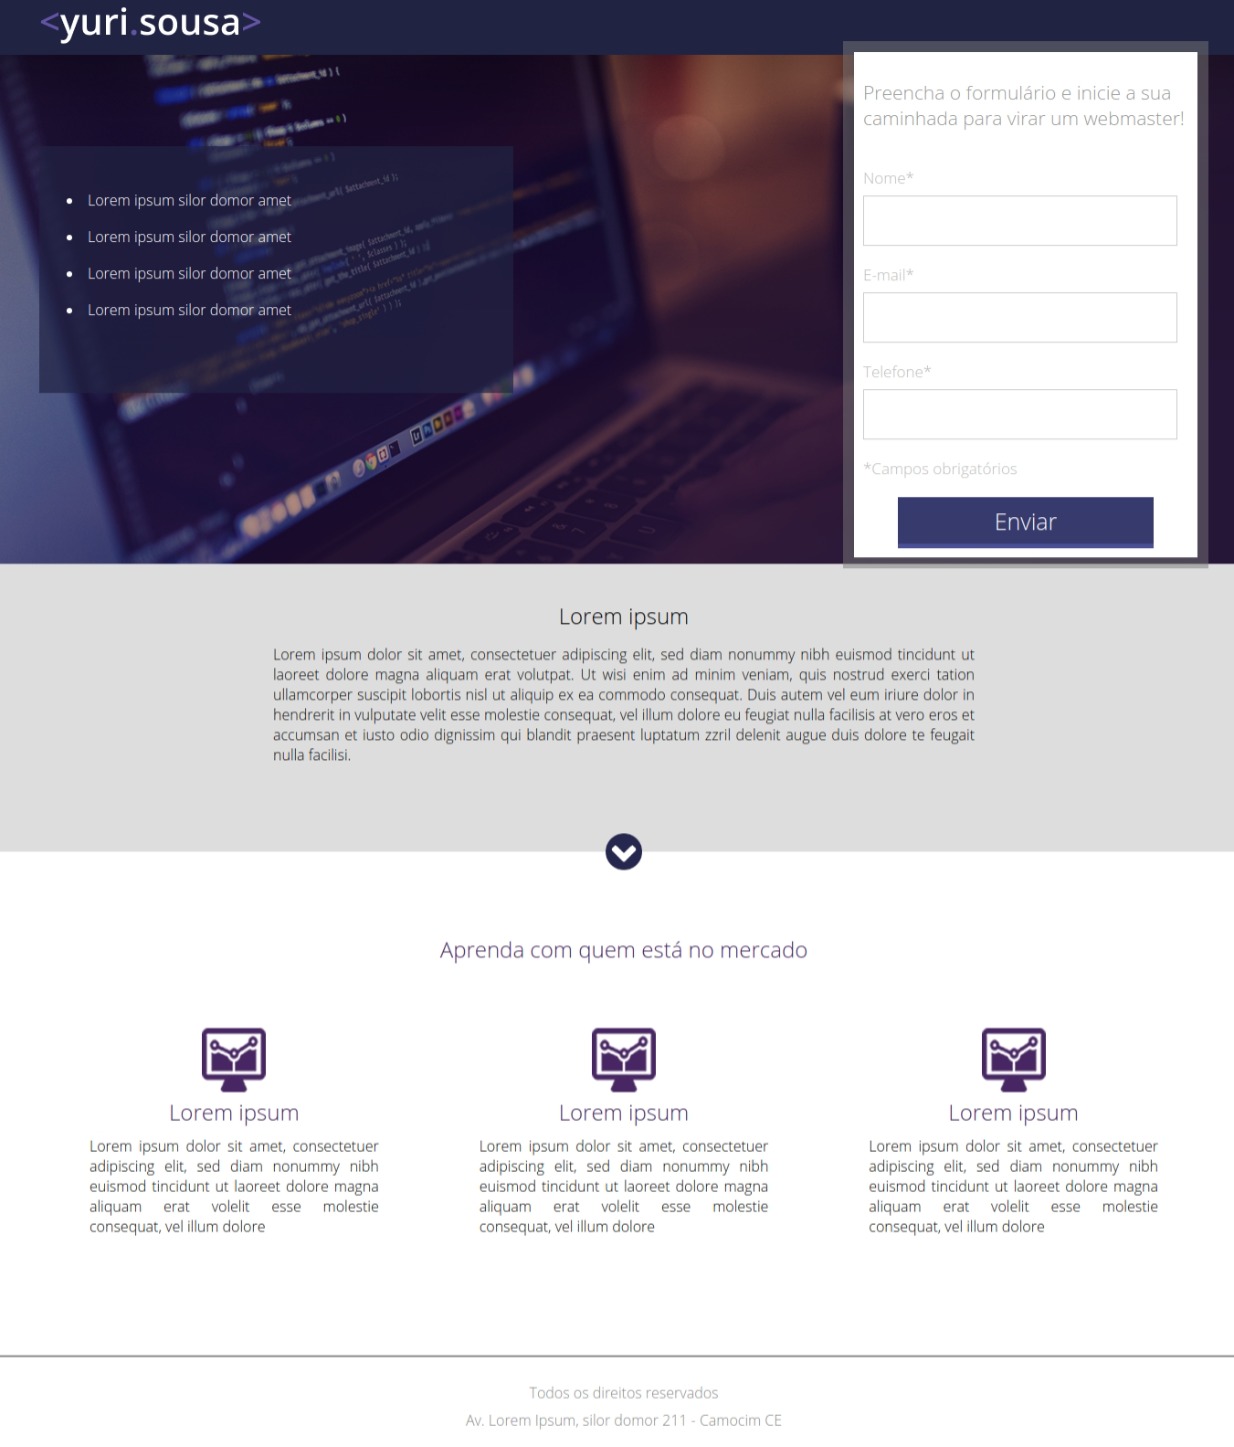 <yuri.sousa>
Lorem ipsum silor domor amet
Lorem ipsum silor domor amet
Lorem ipsum silor domor amet
Lorem ipsum silor domor amet
Preencha o formulário e inicie a sua
caminhada para virar um webmaster!
Nome*
E-mail*
Telefone*
*Campos obrigatórios
Enviar
Lorem ipsum
Lorem ipsum dolor sit amet, consectetuer adipiscing elit, sed diam nonummy nibh euismod tincidunt ut
laoreet dolore magna aliquam erat volutpat. Ut wisi enim ad minim veniam, quis nostrud exerci tation
ullamcorper suscipit lobortis nisl ut aliquip ex ea commodo consequat. Duis autem vel eum iriure dolor in
hendrerit in vulputate velit esse molestie consequat, vel illum dolore eu feugiat nulla facilisis at vero eros et
accumsan et iusto odio dignissim qui blandit praesent luptatum zzril delenit augue duis dolore te feugait
nulla facilisi.
Aprenda com quem está no mercado
Lorem ipsum
Lorem ipsum dolor sit amet, consectetuer
adipiscing elit, sed diam nonummy nibh
euismod tincidunt ut laoreet dolore magna
aliquam erat volelit esse molestie
consequat, vel illum dolore
Lorem ipsum
Lorem ipsum dolor sit amet, consectetuer
adipiscing elit, sed diam nonummy nibh
euismod tincidunt ut laoreet dolore magna
aliquam erat volelit esse molestie
consequat, vel illum dolore
Lorem ipsum
Lorem ipsum dolor sit amet, consectetuer
adipiscing elit, sed diam nonummy nibh
euismod tincidunt ut laoreet dolore magna
aliquam erat volelit esse molestie
consequat, vel illum dolore
Todos os direitos reservados
Av. Lorem Ipsum, silor domor 211 - Camocim CE